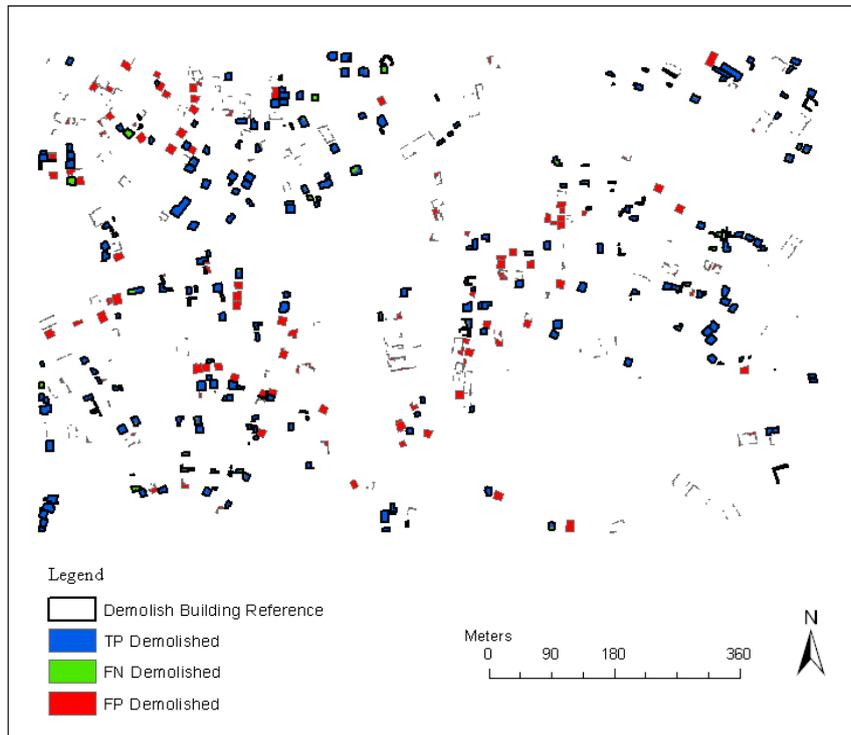 Legend
Demolish Building Reference
TP Demolished
FN Demolished
FP Demolished
Meters
0 90 180 360
N